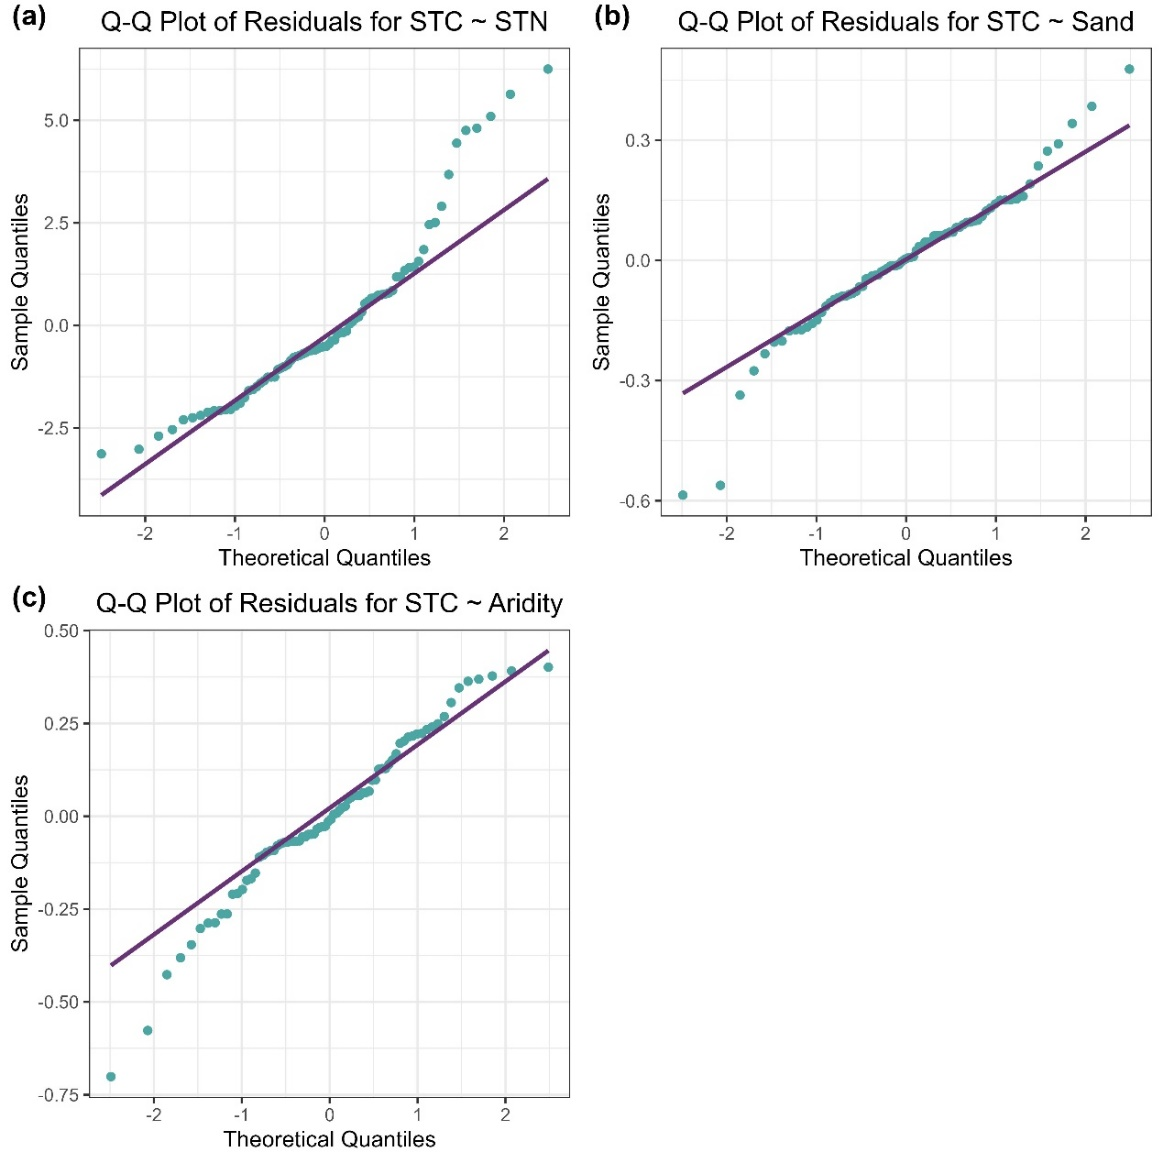 (a) Q-Q Plot of Residuals for STC ~ STN
5.0
2.5
0.0
-2.5
Sample Quantiles
-2 -1 0 1 2
Theoretical Quantiles
(b) Q-Q Plot of Residuals for STC ~ Sand
0.3
0.0
-0.3
-0.6
Sample Quantiles
-2 -1 0 1 2
Theoretical Quantiles
(c) Q-Q Plot of Residuals for STC ~ Aridity
0.50
0.25
0.00
-0.25
-0.50
-0.75
Sample Quantiles
-2 -1 0 1 2
Theoretical Quantiles